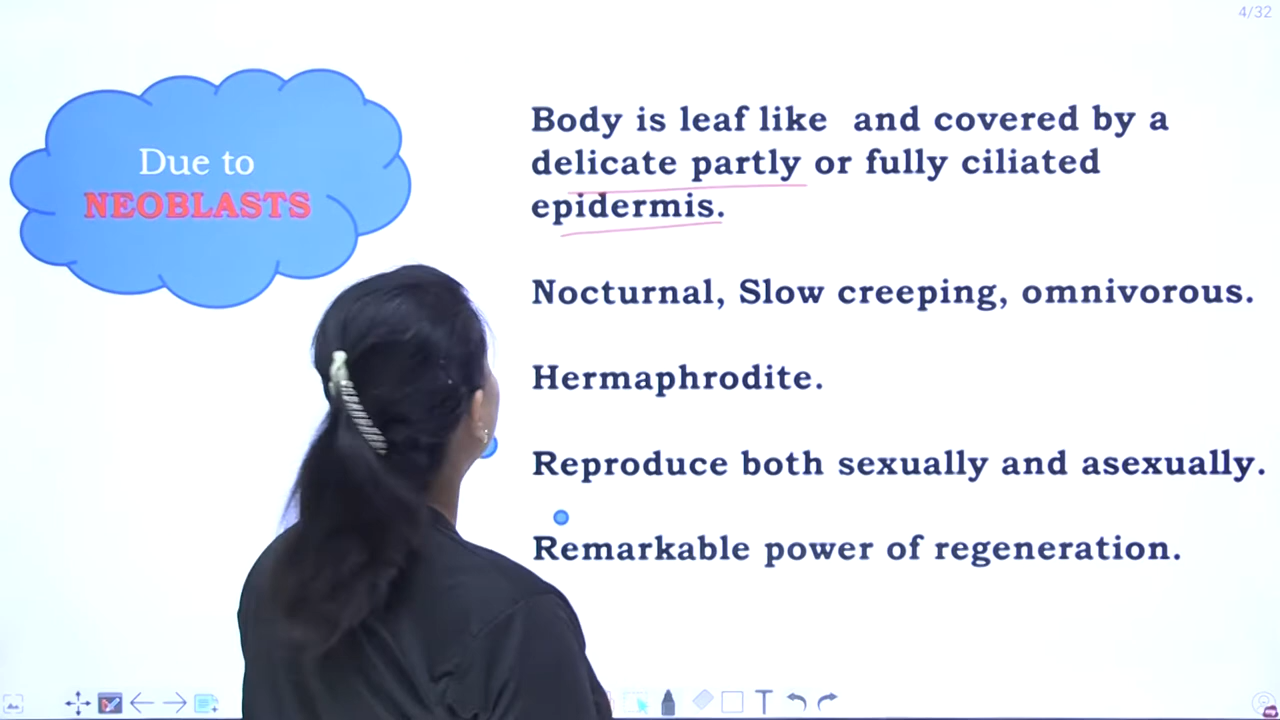 4/32
Due to
NEOBLASTS
Body is leaf like and covered by a
delicate partly or fully ciliated
epidermis.
Nocturnal, Slow creeping, omnivorous.
Hermaphrodite.
Reproduce both sexually and asexually.
Remarkable power of regeneration.